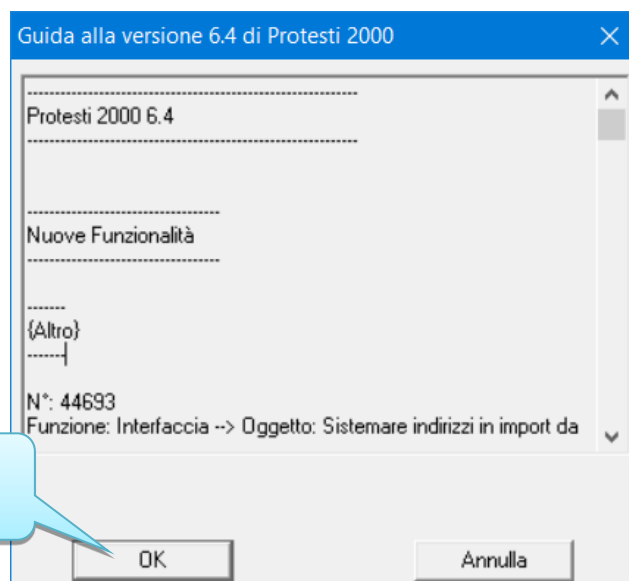 Guida alla versione 6.4 di Protesti 2000
------------------------------------------------------------
Protesti 2000 6.4
------------------------------------------------------------
-----------------------------------
Nuove Funzionalità
-----------------------------------
-------
{Altro}
-------
N°: 44693
Funzione: Interfaccia --> Oggetto: Sistemare indirizzi in import da
OK
Annulla